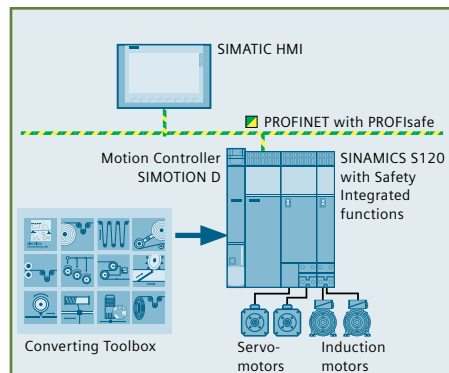 SIMATIC HMI
PROFINET with PROFIsafe
Motion Controller
SIMOTION D
SINAMICS S120
with Safety
Integrated
functions
Converting Toolbox
Servo-
motors
Induction
motors